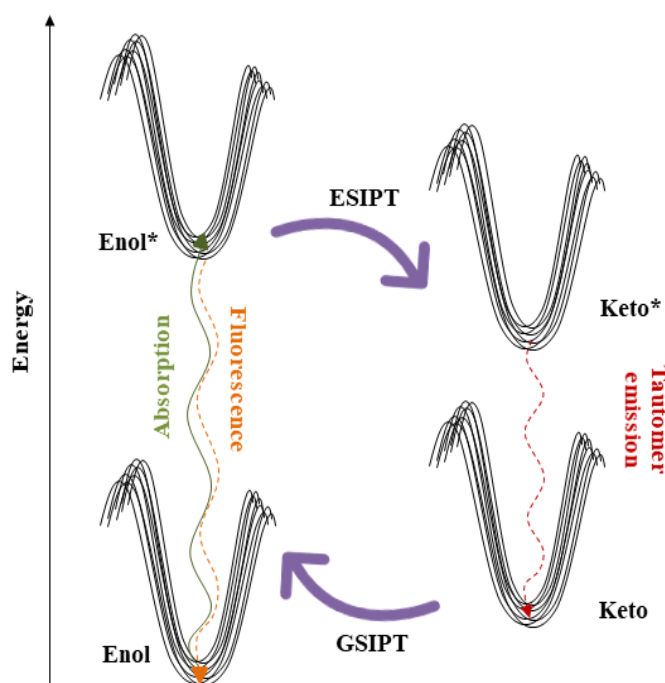 ESIPT
Enol*
Keto*
Energy
Absorption
Fluorescence
Tautomer
emission
Enol
GSIPT
Keto